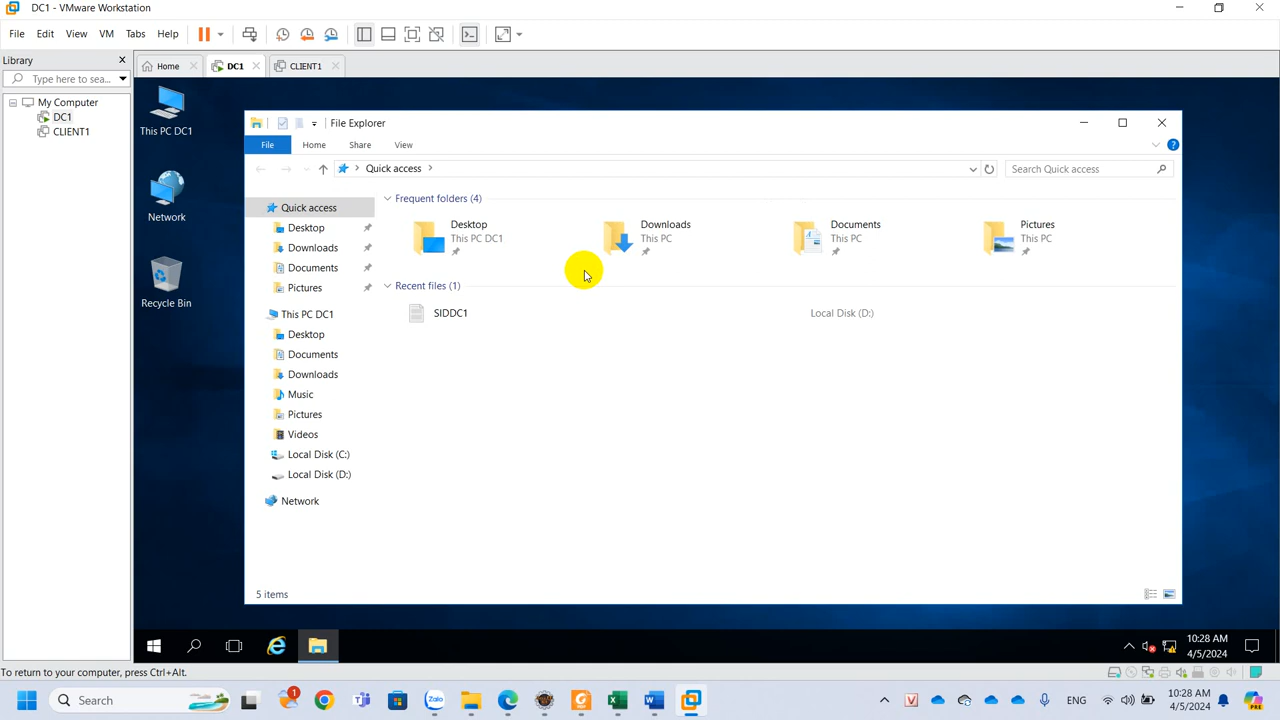 DC1 - VMware Workstation
File Edit View VM Tabs Help
Library
Type here to sea...
My Computer
DC1
CLIENT1
Home
DC1
CLIENT1
This PC DC1
Network
Recycle Bin
File Explorer
File Home Share View
Quick access
Search Quick access
Quick access
Desktop
Downloads
Documents
Pictures
This PC DC1
Desktop
Documents
Downloads
Music
Pictures
Videos
Local Disk (C:)
Local Disk (D:)
Network
Frequent folders (4)
Desktop
This PC DC1
Downloads
This PC
Documents
This PC
Pictures
This PC
Recent files (1)
SIDDC1 Local Disk (D:)
5 items
10:28 AM
4/5/2024
To return to your computer, press Ctrl+Alt.
Search
1
Zalo
V
ENG
10:28 AM
4/5/2024
PRE